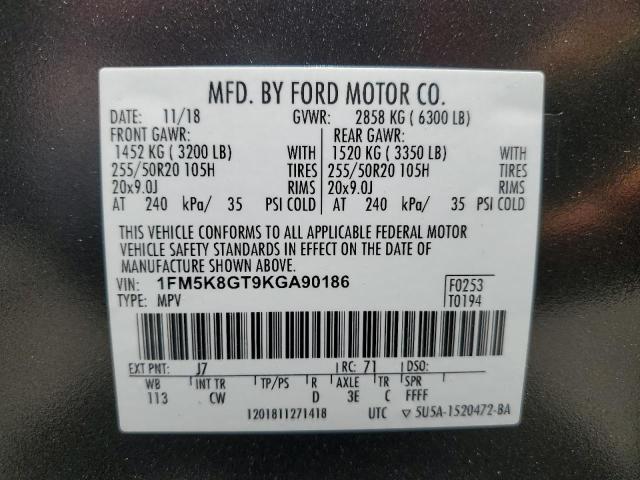 MFD. BY FORD MOTOR CO.
DATE: 11/18 GVWR: 2858 KG ( 6300 LB)
FRONT GAWR: REAR GAWR:
1452 KG ( 3200 LB) WITH 1520 KG ( 3350 LB) WITH
255/50R20 105H TIRES 255/50R20 105H TIRES
20x9.0J RIMS 20x9.0J RIMS
AT 240 kPa/ 35 PSI COLD AT 240 kPa/ 35 PSI COLD
THIS VEHICLE CONFORMS TO ALL APPLICABLE FEDERAL MOTOR
VEHICLE SAFETY STANDARDS IN EFFECT ON THE DATE OF
MANUFACTURE SHOWN ABOVE.
VIN: 1FM5K8GT9KGA90186 F0253
TYPE: MPV T0194
EXT PNT: J7 RC: 71 DSO:
WB INT TR TP/PS R AXLE TR SPR
113 CW D 3E C FFFF
1201811271418 UTC ▽ 5U5A-1520472-BA